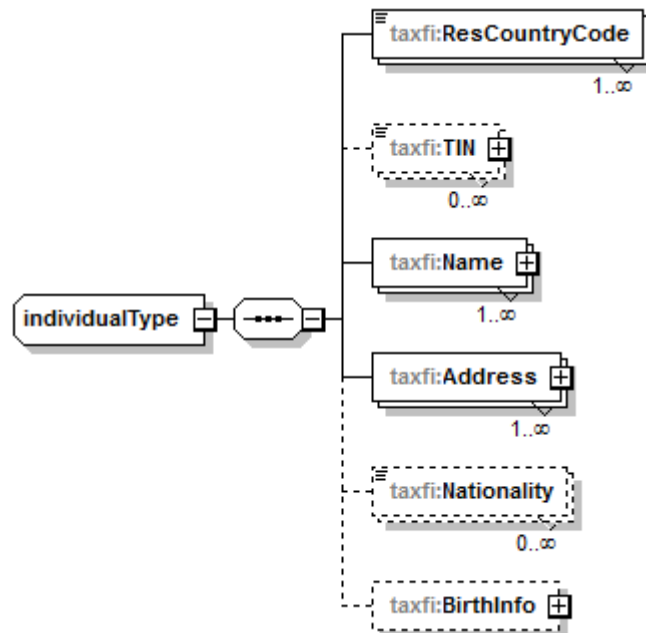 taxfi:ResCountryCode
1..∞
taxfi:TIN
0..∞
taxfi:Name
1..∞
individualType
taxfi:Address
1..∞
taxfi:Nationality
0..∞
taxfi:BirthInfo